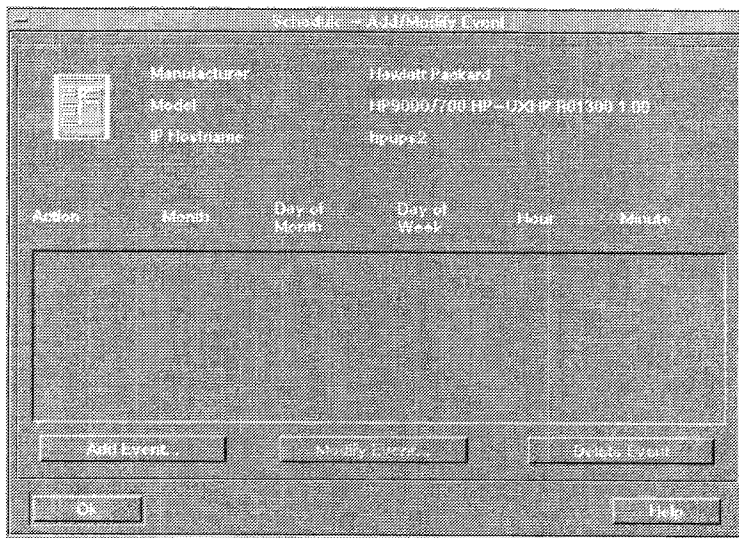 Schedule - Add/Modify Event
Manufacturer Hewlett Packard
Model HP9000/700 HP-UXHP R01300 1.00
IP Hostname hpups2
Action Month Day of Month Day of Week Hour Minute
Add Event... Modify Event... Delete Event
Ok Help